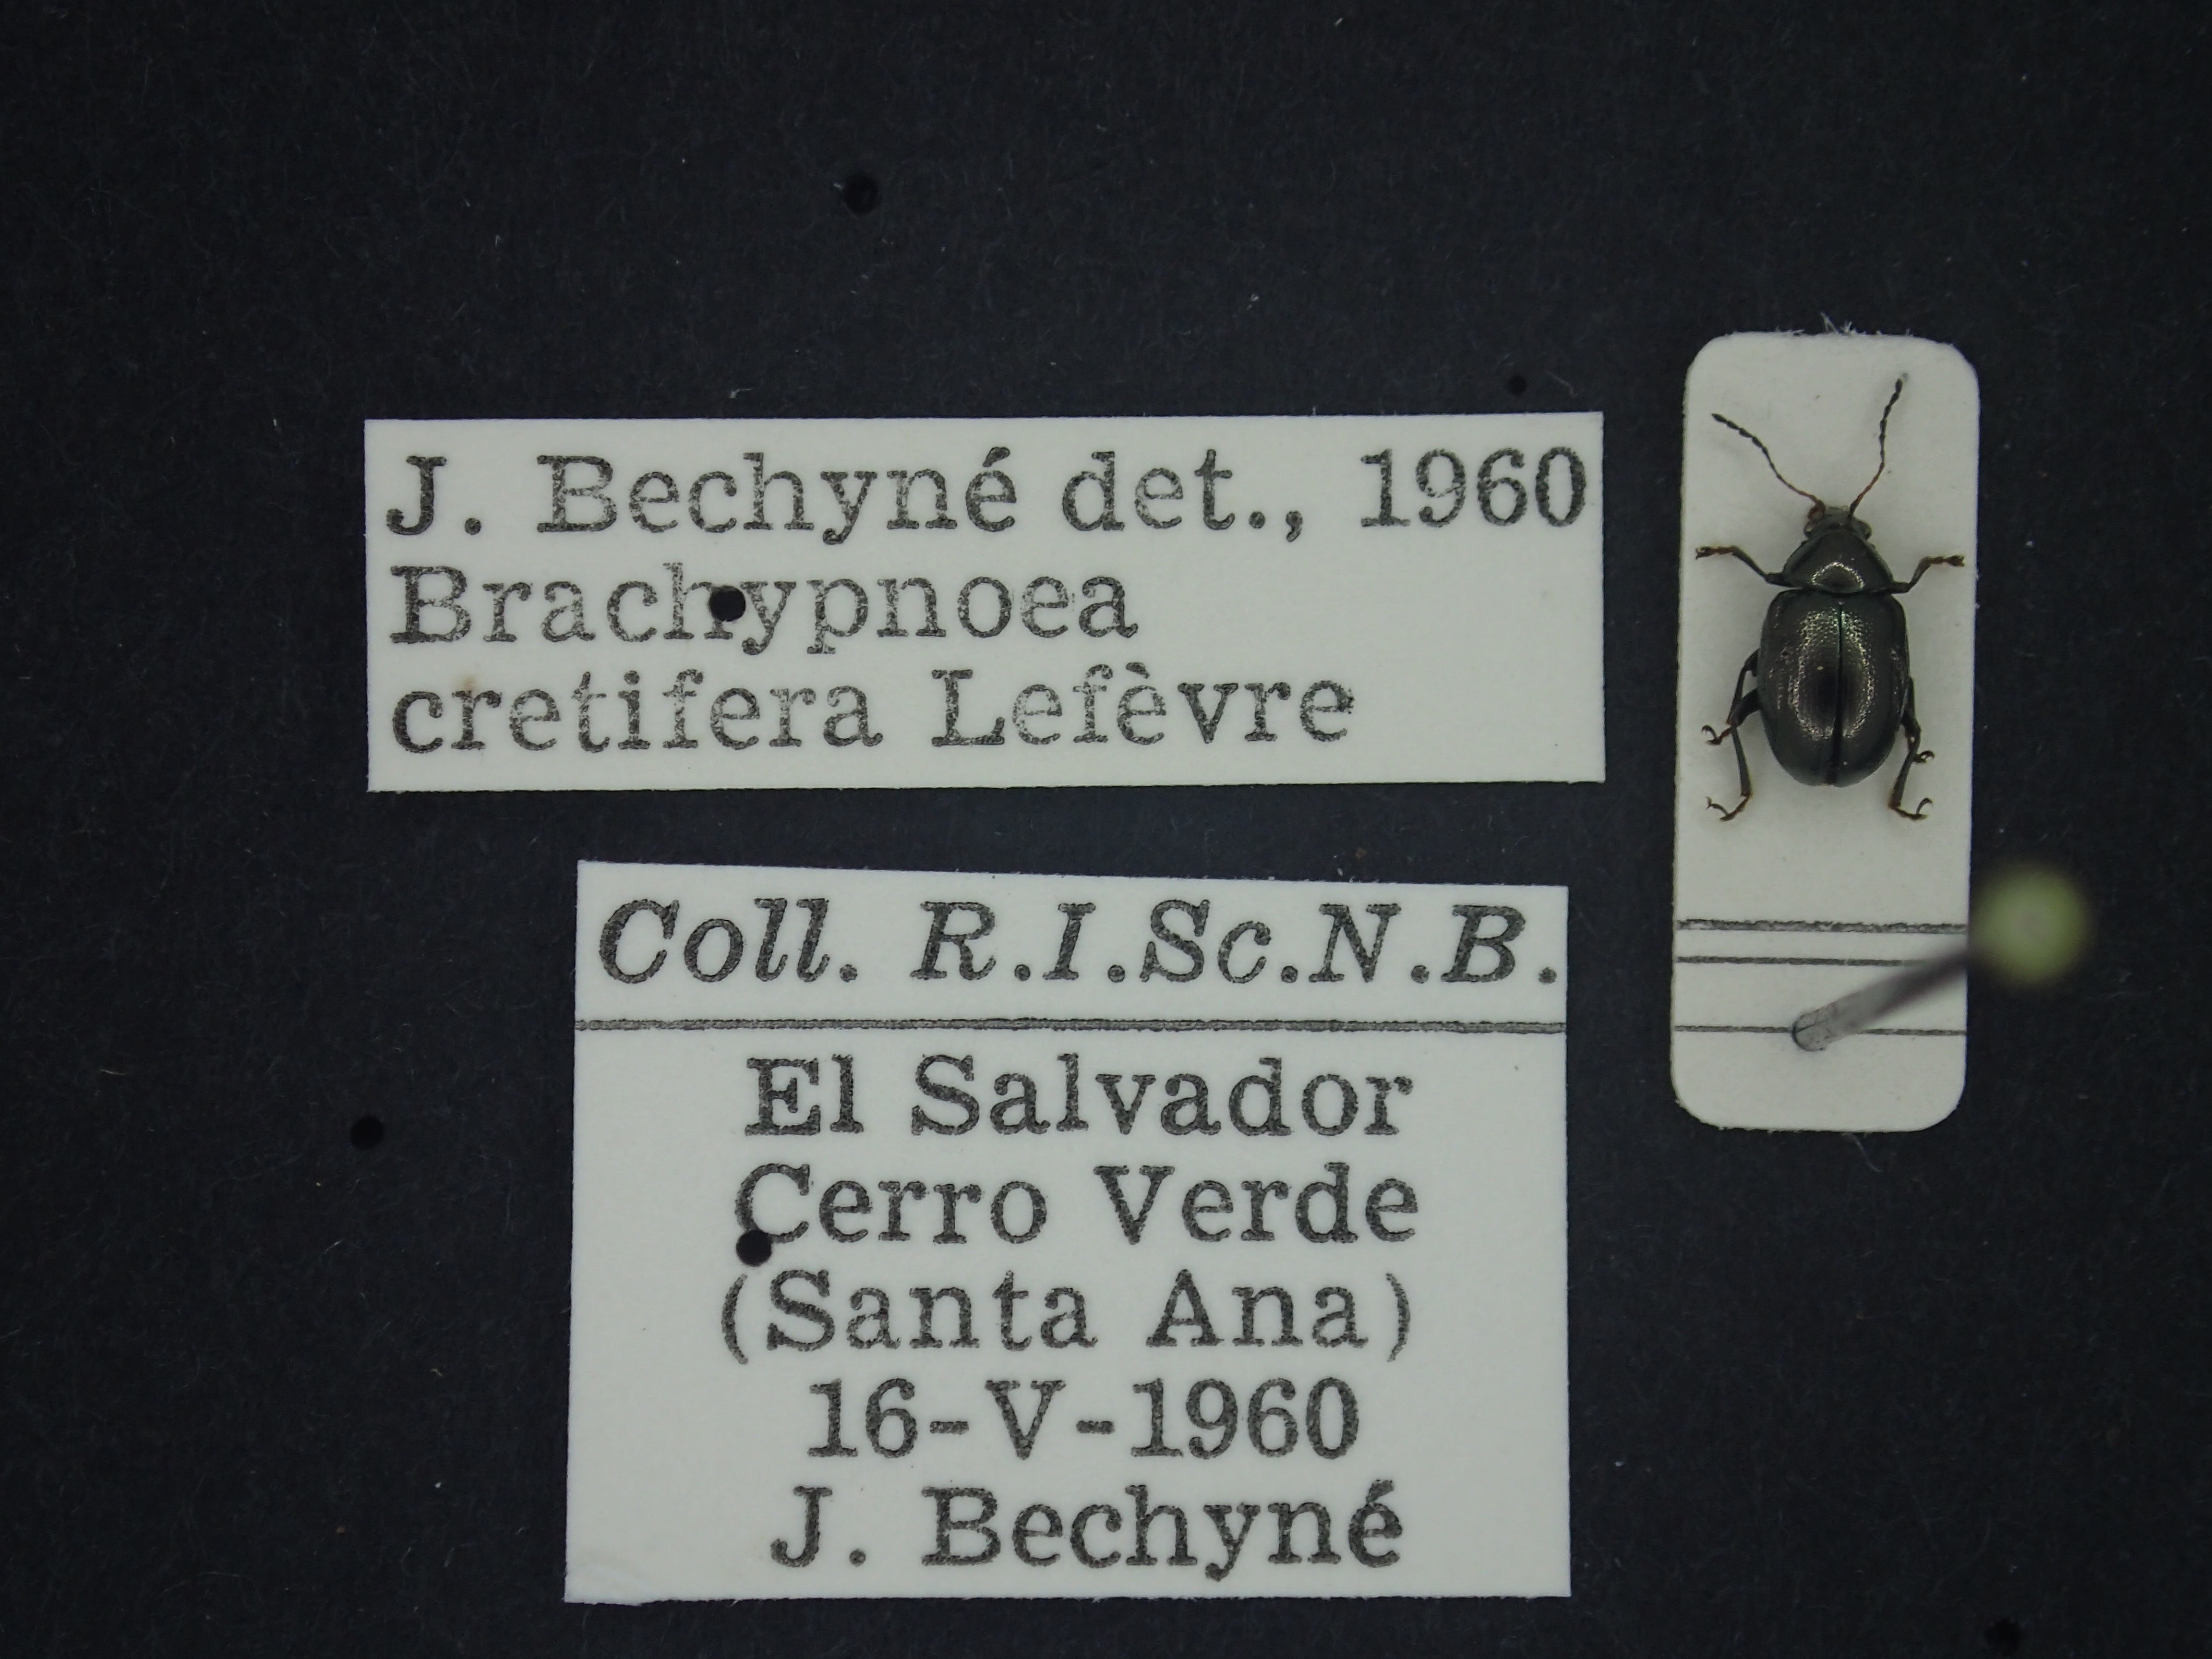 J. Bechyné det., 1960
Brachypnoea
cretifera Lefèvre
Coll. R.I.Sc.N.B.
El Salvador
Cerro Verde
(Santa Ana)
16-V-1960
J. Bechyné